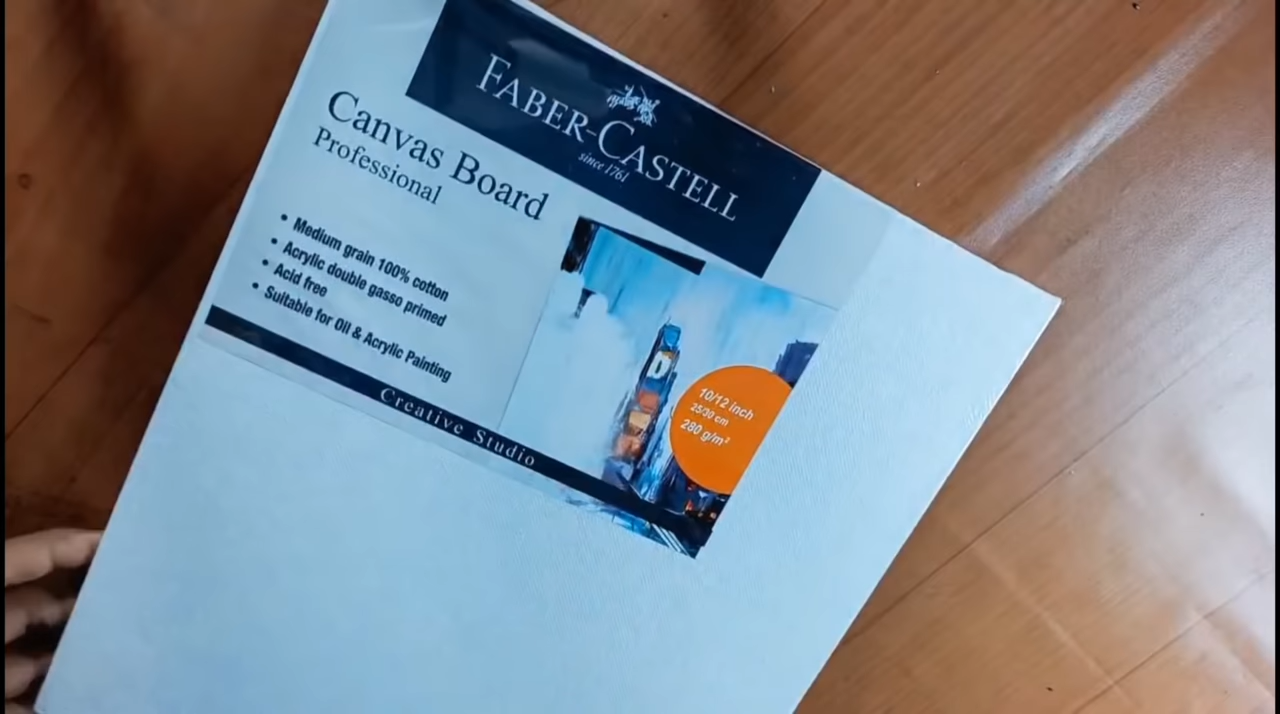 FABER-CASTELL
since 1761
Canvas Board
Professional
• Medium grain 100% cotton
• Acrylic double gasso primed
• Acid free
• Suitable for Oil & Acrylic Painting
D
10/12 inch
25/30 cm
280 g/m²
Creative Studio